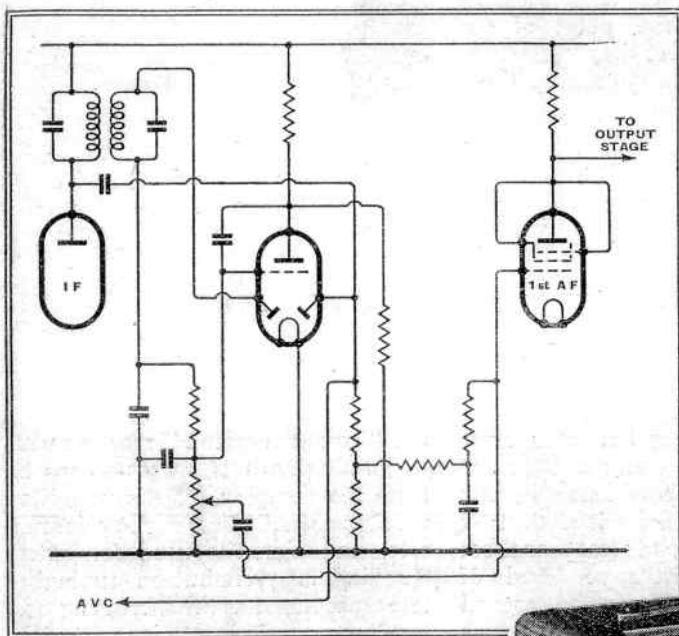 TO
OUTPUT
STAGE
IF
1st AF
AVC